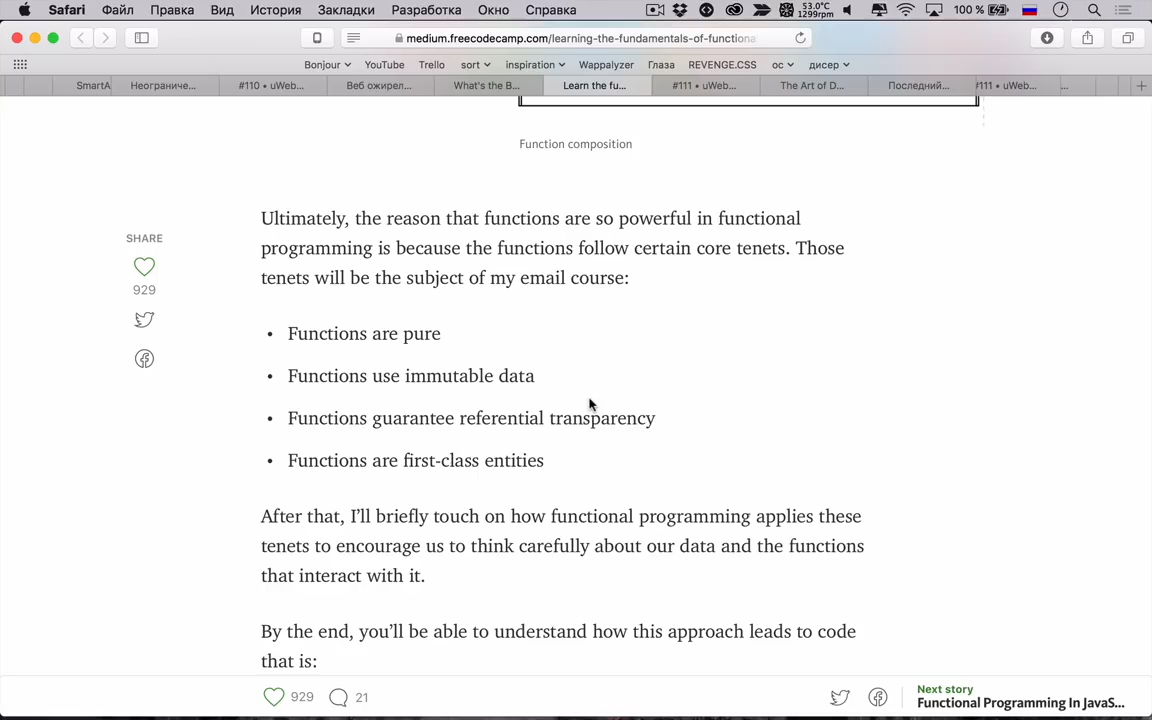 Safari Файл Правка Вид История Закладки Разработка Окно Справка 53.0°C 1299rpm 100 %
medium.freecodecamp.com/learning-the-fundamentals-of-functiona
Bonjour YouTube Trello sort inspiration Wappalyzer Глаза REVENGE.CSS ос дисер
SmartA Неограниче... #110 • uWeb... Веб ожирел... What's the B... Learn the fu... #111 • uWeb... The Art of D... Последний... #111 • uWeb... ...
Function composition
Ultimately, the reason that functions are so powerful in functional
programming is because the functions follow certain core tenets. Those
tenets will be the subject of my email course:
SHARE
929
• Functions are pure
• Functions use immutable data
• Functions guarantee referential transparency
• Functions are first-class entities
After that, I'll briefly touch on how functional programming applies these
tenets to encourage us to think carefully about our data and the functions
that interact with it.
By the end, you'll be able to understand how this approach leads to code
that is:
929 21
Next story
Functional Programming In JavaS...